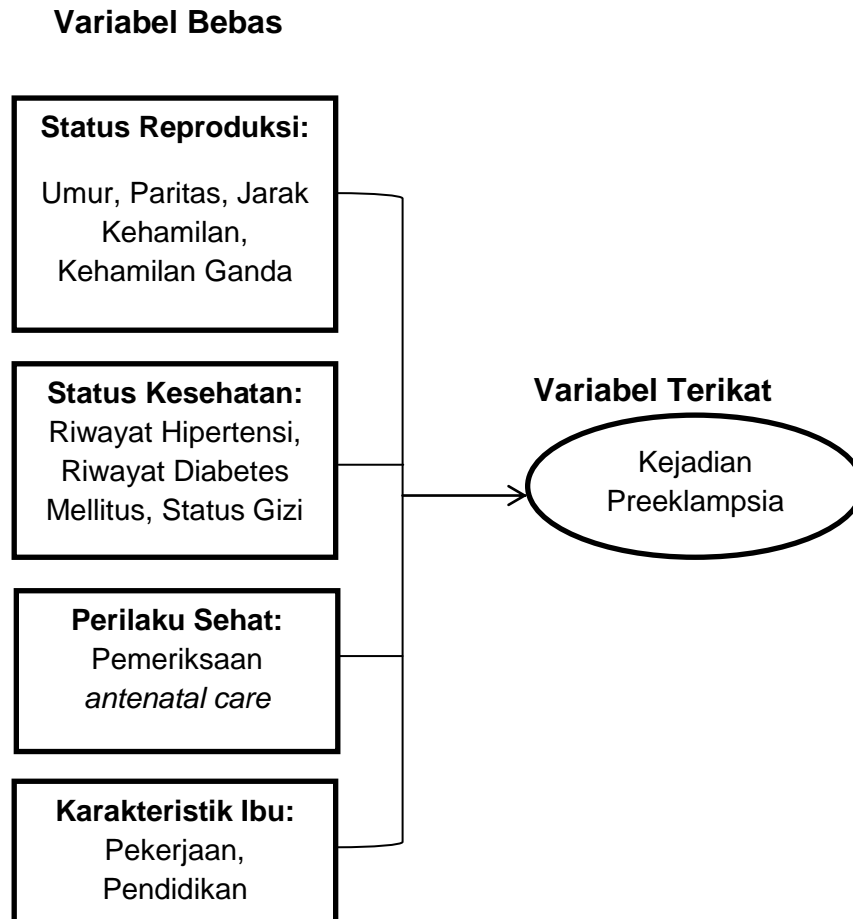 Variabel Bebas
Status Reproduksi:
Umur, Paritas, Jarak
Kehamilan,
Kehamilan Ganda
Status Kesehatan:
Riwayat Hipertensi,
Riwayat Diabetes
Mellitus, Status Gizi
Perilaku Sehat:
Pemeriksaan
antenatal care
Karakteristik Ibu:
Pekerjaan,
Pendidikan
Variabel Terikat
Kejadian
Preeklampsia